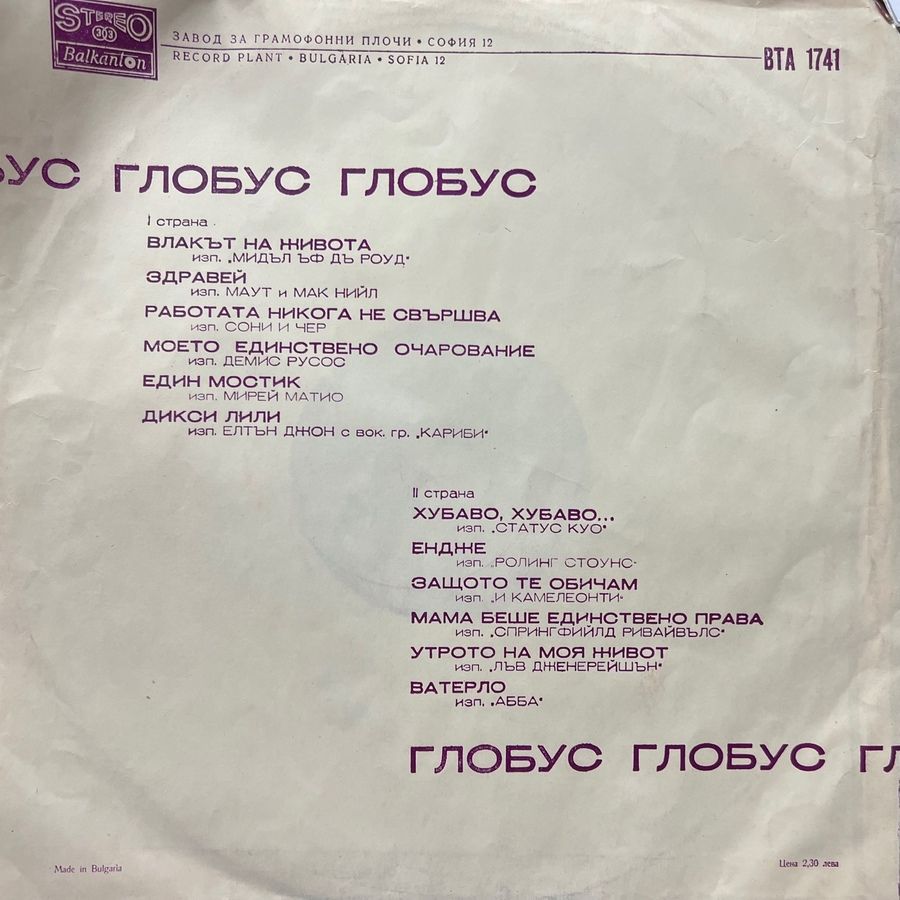 STEREO
303
Balkanton
ЗАВОД ЗА ГРАМОФОННИ ПЛОЧИ • СОФИЯ 12
RECORD PLANT • BULGARIA • SOFIA 12
ВТА 1741
БУС ГЛОБУС ГЛОБУС
I страна
ВЛАКЪТ НА ЖИВОТА
изп. „МИДЪЛ ЪФ ДЪ РОУД"
ЗДРАВЕЙ
изп. МАУТ и МАК НИЙЛ
РАБОТАТА НИКОГА НЕ СВЪРШВА
изп. СОНИ И ЧЕР
МОЕТО ЕДИНСТВЕНО ОЧАРОВАНИЕ
изп. ДЕМИС РУСОС
ЕДИН МОСТИК
изп. МИРЕЙ МАТИО
ДИКСИ ЛИЛИ
изп. ЕЛТЪН ДЖОН с вок. гр. „КАРИБИ"
II страна
ХУБАВО, ХУБАВО...
изп. „СТАТУС КУО"
ЕНДЖЕ
изп. „РОЛИНГ СТОУНС"
ЗАЩОТО ТЕ ОБИЧАМ
изп. „И КАМЕЛЕОНТИ"
МАМА БЕШЕ ЕДИНСТВЕНО ПРАВА
изп. „СПРИНГФИЙЛД РИВАЙВЪЛС"
УТРОТО НА МОЯ ЖИВОТ
изп. „ЛЪВ ДЖЕНЕРЕЙШЪН"
ВАТЕРЛО
изп. „АББА"
ГЛОБУС ГЛОБУС ГЛ
Made in Bulgaria
Цена 2,30 лева